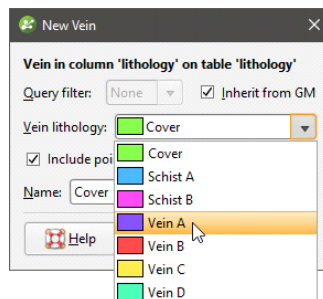 New Vein
Vein in column 'lithology' on table 'lithology'
Query filter: None Inherit from GM
Vein lithology: Cover
Include poi
Cover
Schist A
Name: Cover
Schist B
Vein A
Help
Vein B
Vein C
Vein D